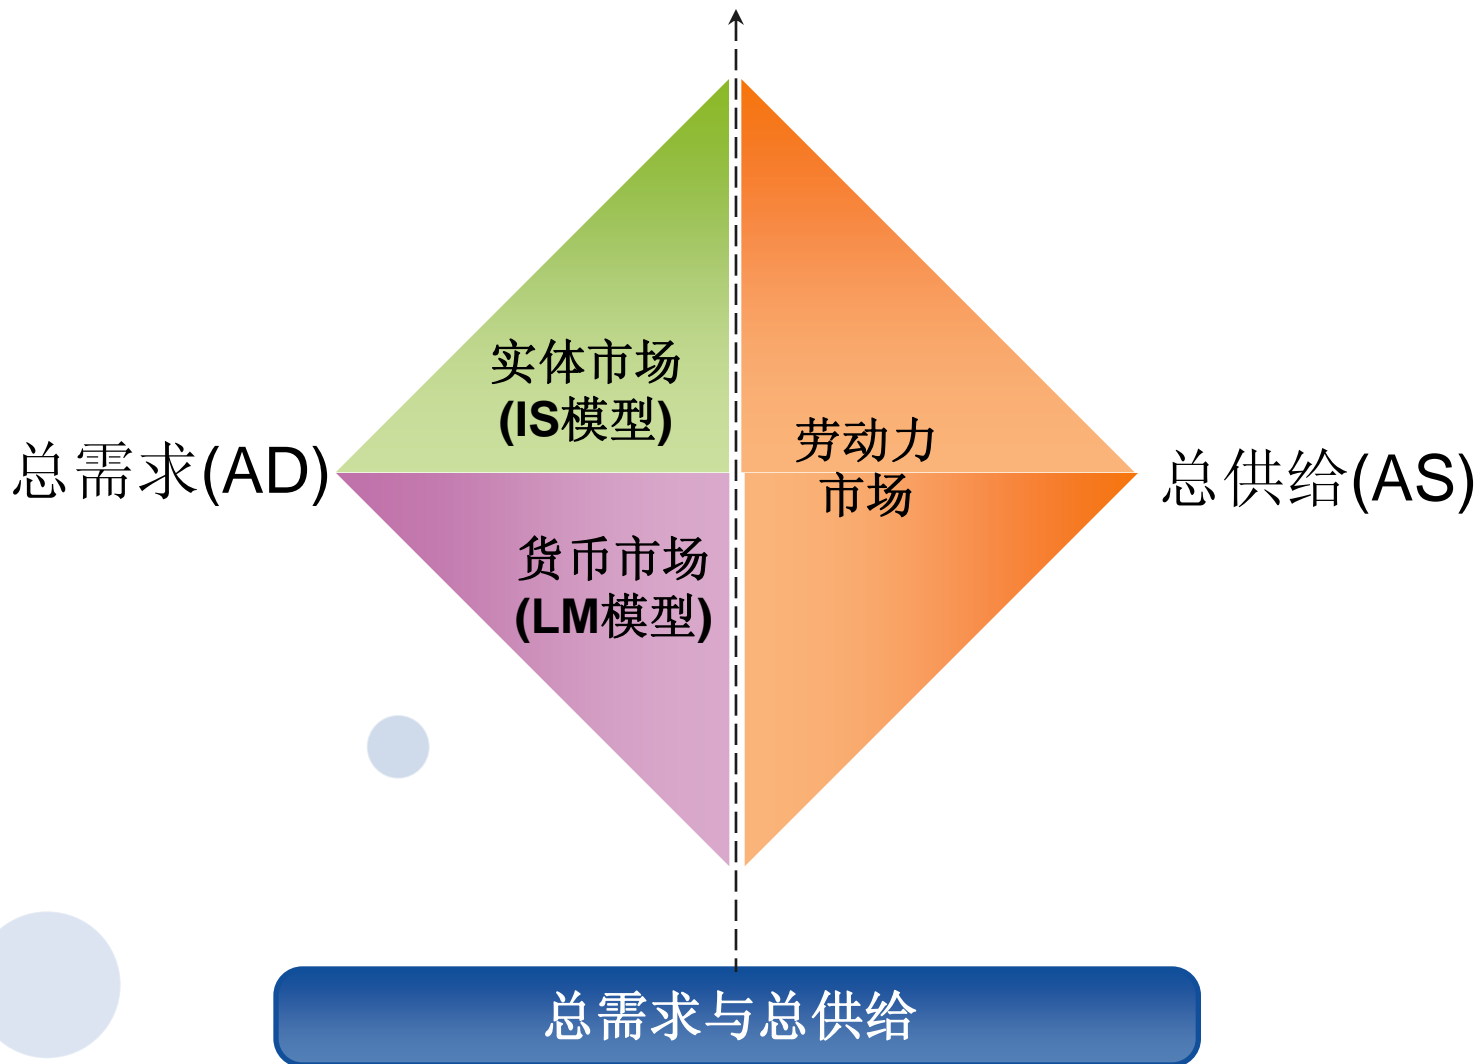 实体市场
(IS模型)
总需求(AD)
劳动力
市场
总供给(AS)
货币市场
(LM模型)
总需求与总供给